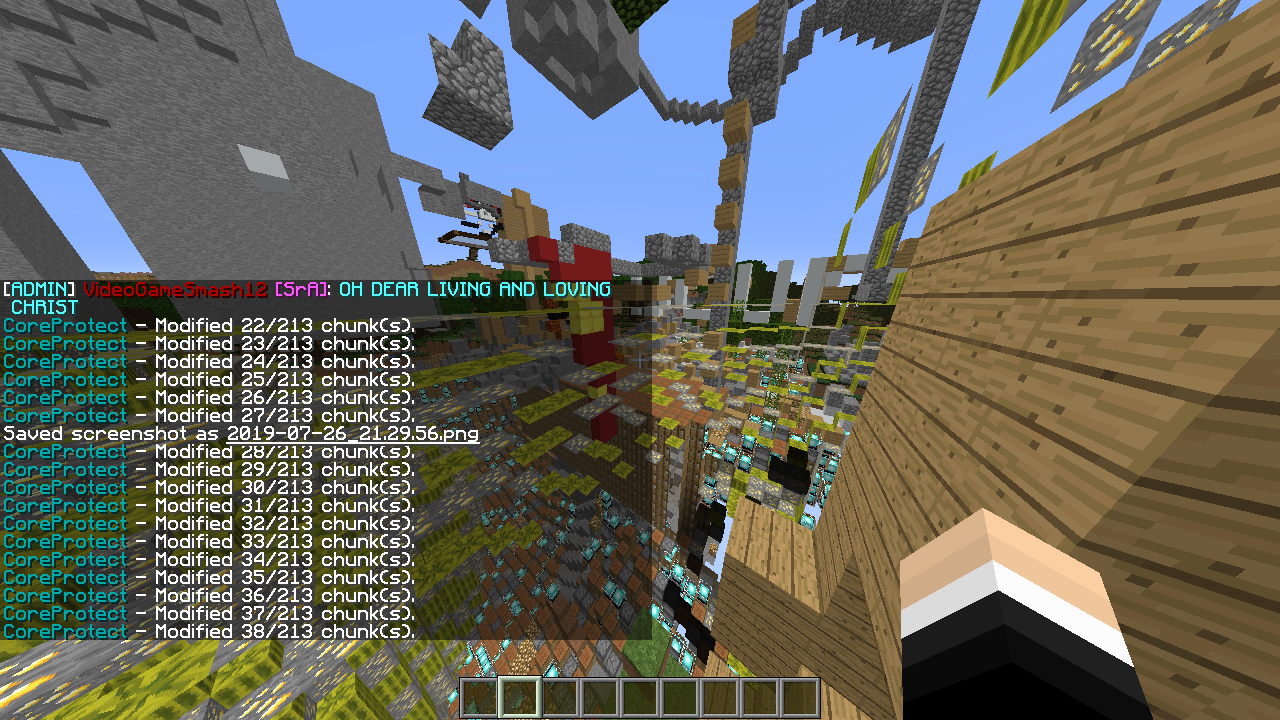 [ADMIN] VideoGameSmash12 [SrA]: OH DEAR LIVING AND LOVING
CHRIST
CoreProtect - Modified 22/213 chunk(s).
CoreProtect - Modified 23/213 chunk(s).
CoreProtect - Modified 24/213 chunk(s).
CoreProtect - Modified 25/213 chunk(s).
CoreProtect - Modified 26/213 chunk(s).
CoreProtect - Modified 27/213 chunk(s).
Saved screenshot as 2019-07-26_21.29.56.png
CoreProtect - Modified 28/213 chunk(s).
CoreProtect - Modified 29/213 chunk(s).
CoreProtect - Modified 30/213 chunk(s).
CoreProtect - Modified 31/213 chunk(s).
CoreProtect - Modified 32/213 chunk(s).
CoreProtect - Modified 33/213 chunk(s).
CoreProtect - Modified 34/213 chunk(s).
CoreProtect - Modified 35/213 chunk(s).
CoreProtect - Modified 36/213 chunk(s).
CoreProtect - Modified 37/213 chunk(s).
CoreProtect - Modified 38/213 chunk(s).